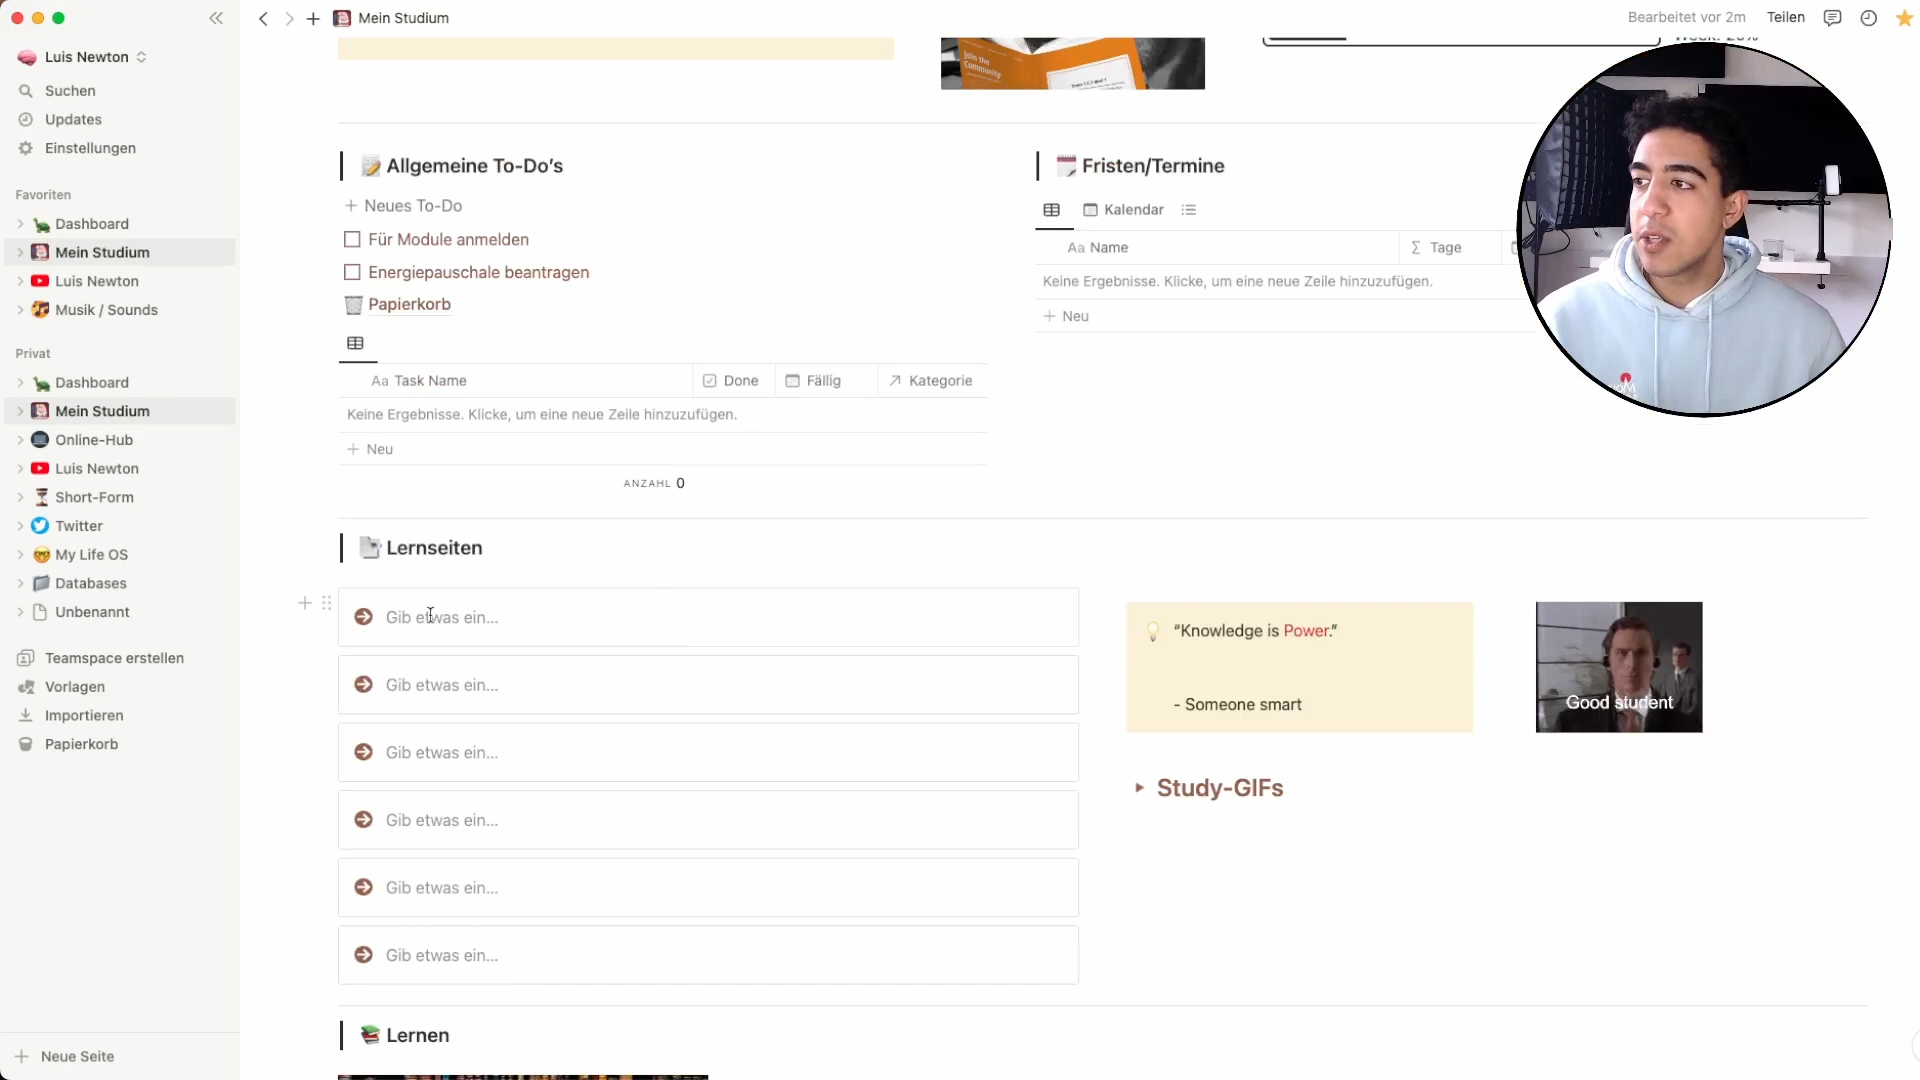 Mein Studium
Bearbeitet vor 2m
Teilen
Luis Newton
Suchen
Updates
Einstellungen
Favoriten
Dashboard
Mein Studium
Luis Newton
Musik / Sounds
Privat
Dashboard
Mein Studium
Online-Hub
Luis Newton
Short-Form
Twitter
My Life OS
Databases
Unbenannt
Teamspace erstellen
Vorlagen
Importieren
Papierkorb
Neue Seite
Join the
Community
Allgemeine To-Do's
Neues To-Do
Für Module anmelden
Energiepauschale beantragen
Papierkorb
Aa Task Name
Done
Fällig
Kategorie
Keine Ergebnisse. Klicke, um eine neue Zeile hinzuzufügen.
Neu
ANZAHL 0
Fristen/Termine
Kalendar
Aa Name
Σ Tage
Keine Ergebnisse. Klicke, um eine neue Zeile hinzuzufügen.
Neu
Lernseiten
Gib etwas ein...
Gib etwas ein...
Gib etwas ein...
Gib etwas ein...
Gib etwas ein...
Gib etwas ein...
“Knowledge is Power.”
- Someone smart
Good student
Study-GIFs
Lernen